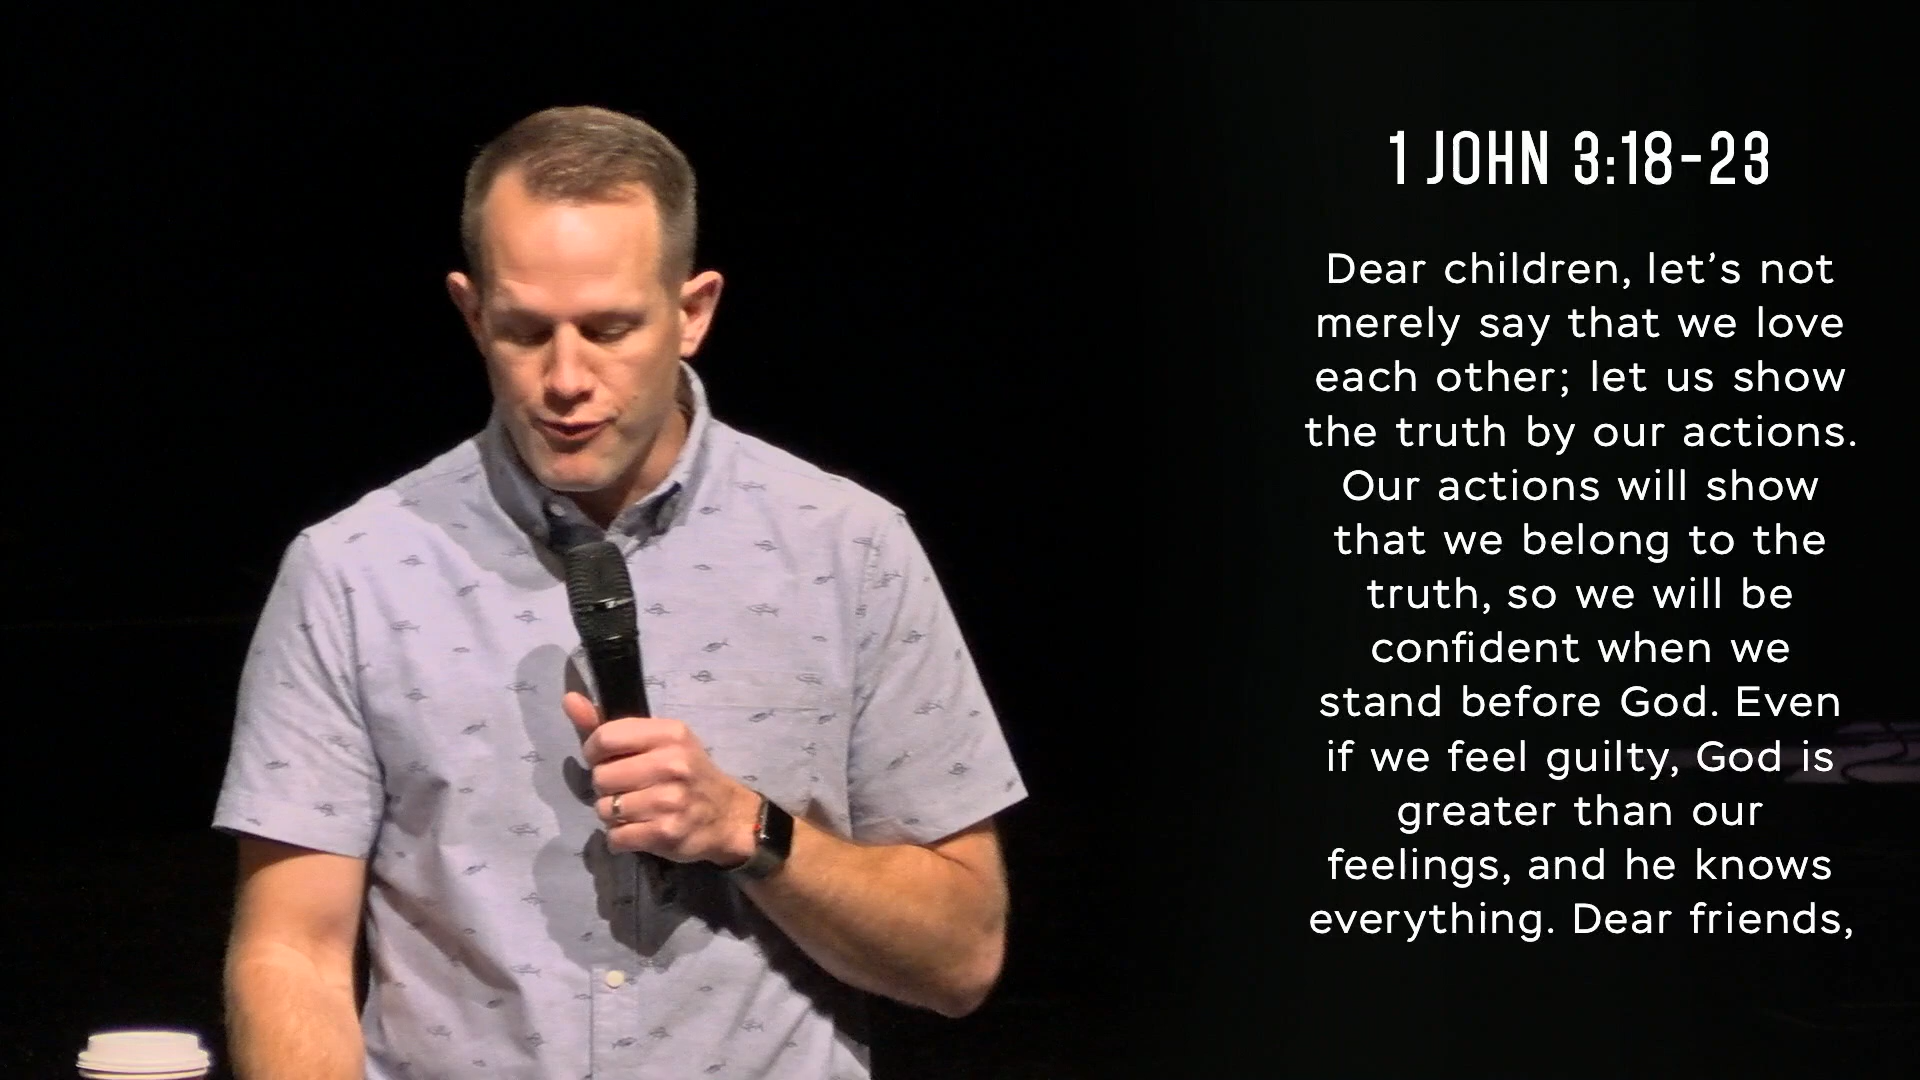 1 JOHN 3:18-23
Dear children, let’s not
merely say that we love
each other; let us show
the truth by our actions.
Our actions will show
that we belong to the
truth, so we will be
confident when we
stand before God. Even
if we feel guilty, God is
greater than our
feelings, and he knows
everything. Dear friends,